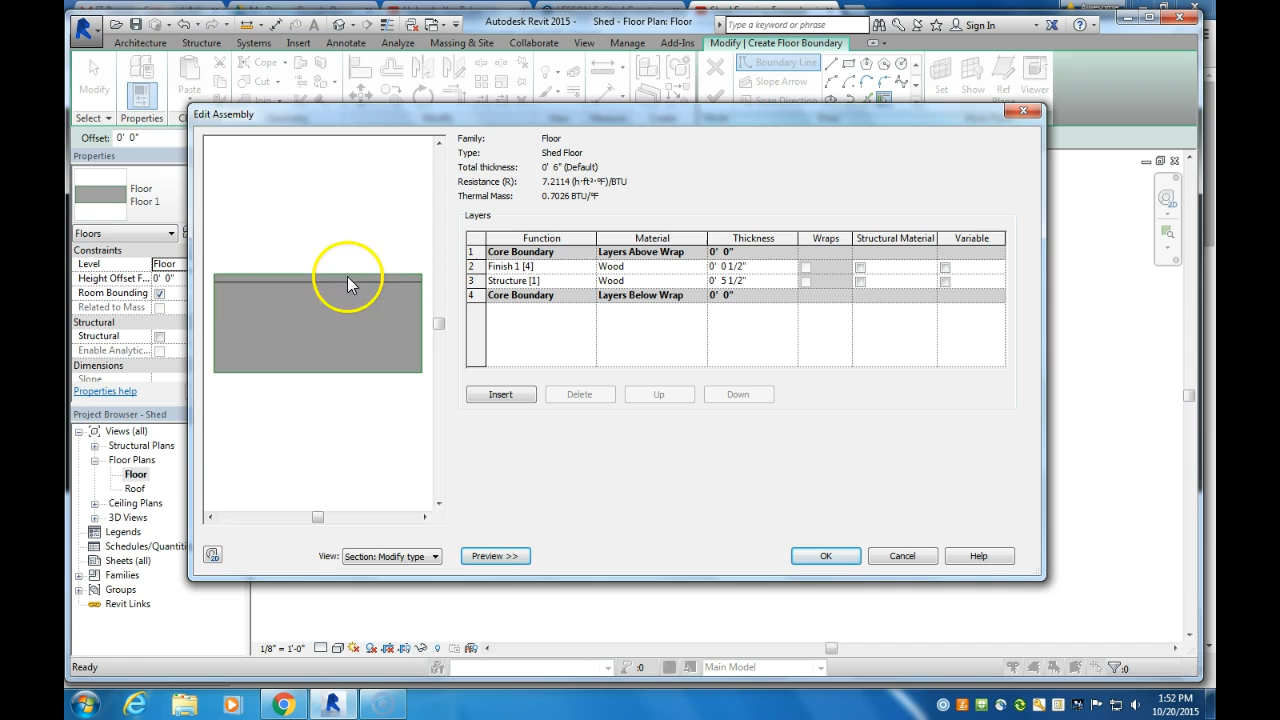 Autodesk Revit 2015 - Shed - Floor Plan: Floor
Type a keyword or phrase
Sign In
Architecture Structure Systems Insert Annotate Analyze Massing & Site Collaborate View Manage Add-Ins Modify | Create Floor Boundary
Modify
Paste
Cope
Cut
Join
Boundary Line
Slope Arrow
Span Direction
Set Show Ref Viewer
Select Properties
Offset: 0' 0"
Properties
Floor
Floor 1
Floors
Constraints
Level Floor
Height Offset F... 0' 0"
Room Bounding
Related to Mass
Structural
Structural
Enable Analytic...
Dimensions
Slope
Properties help
Project Browser - Shed
Views (all)
Structural Plans
Floor Plans
Floor
Roof
Ceiling Plans
3D Views
Legends
Schedules/Quantiti
Sheets (all)
Families
Groups
Revit Links
Edit Assembly
Family: Floor
Type: Shed Floor
Total thickness: 0' 6" (Default)
Resistance (R): 7.2114 (h·ft²·°F)/BTU
Thermal Mass: 0.7026 BTU/°F
Layers
Function Material Thickness Wraps Structural Material Variable
1 Core Boundary Layers Above Wrap 0' 0"
2 Finish 1 [4] Wood 0' 0 1/2"
3 Structure [1] Wood 0' 5 1/2"
4 Core Boundary Layers Below Wrap 0' 0"
Insert Delete Up Down
View: Section: Modify type Preview >> OK Cancel Help
1/8" = 1'-0"
Ready
:0
Main Model
:0
1:52 PM
10/20/2015